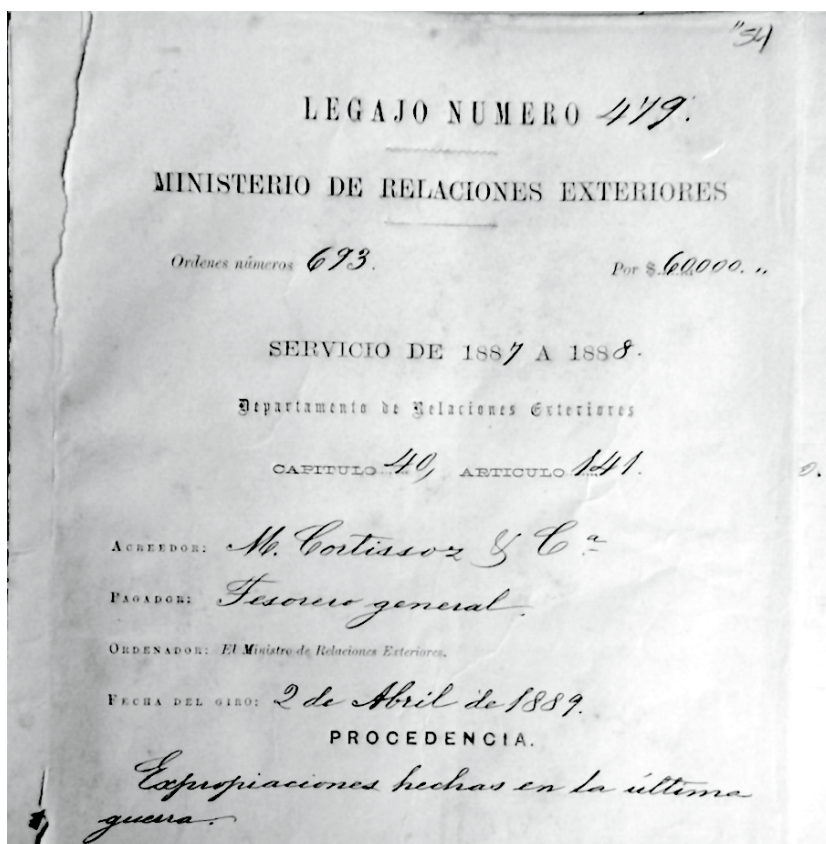 "54
LEGAJO NUMERO 479.
MINISTERIO DE RELACIONES EXTERIORES
Ordenes números 693. Por $ 60000. "
SERVICIO DE 1887 A 1888.
Departamento de Relaciones Exteriores
CAPITULO 40, ARTICULO 141.
ACREEDOR: M. Cortissoz & Cª
PAGADOR: Tesorero general.
ORDENADOR: El Ministro de Relaciones Exteriores.
FECHA DEL GIRO: 2 de Abril de 1889.
PROCEDENCIA.
Expropiaciones hechas en la última
guerra.